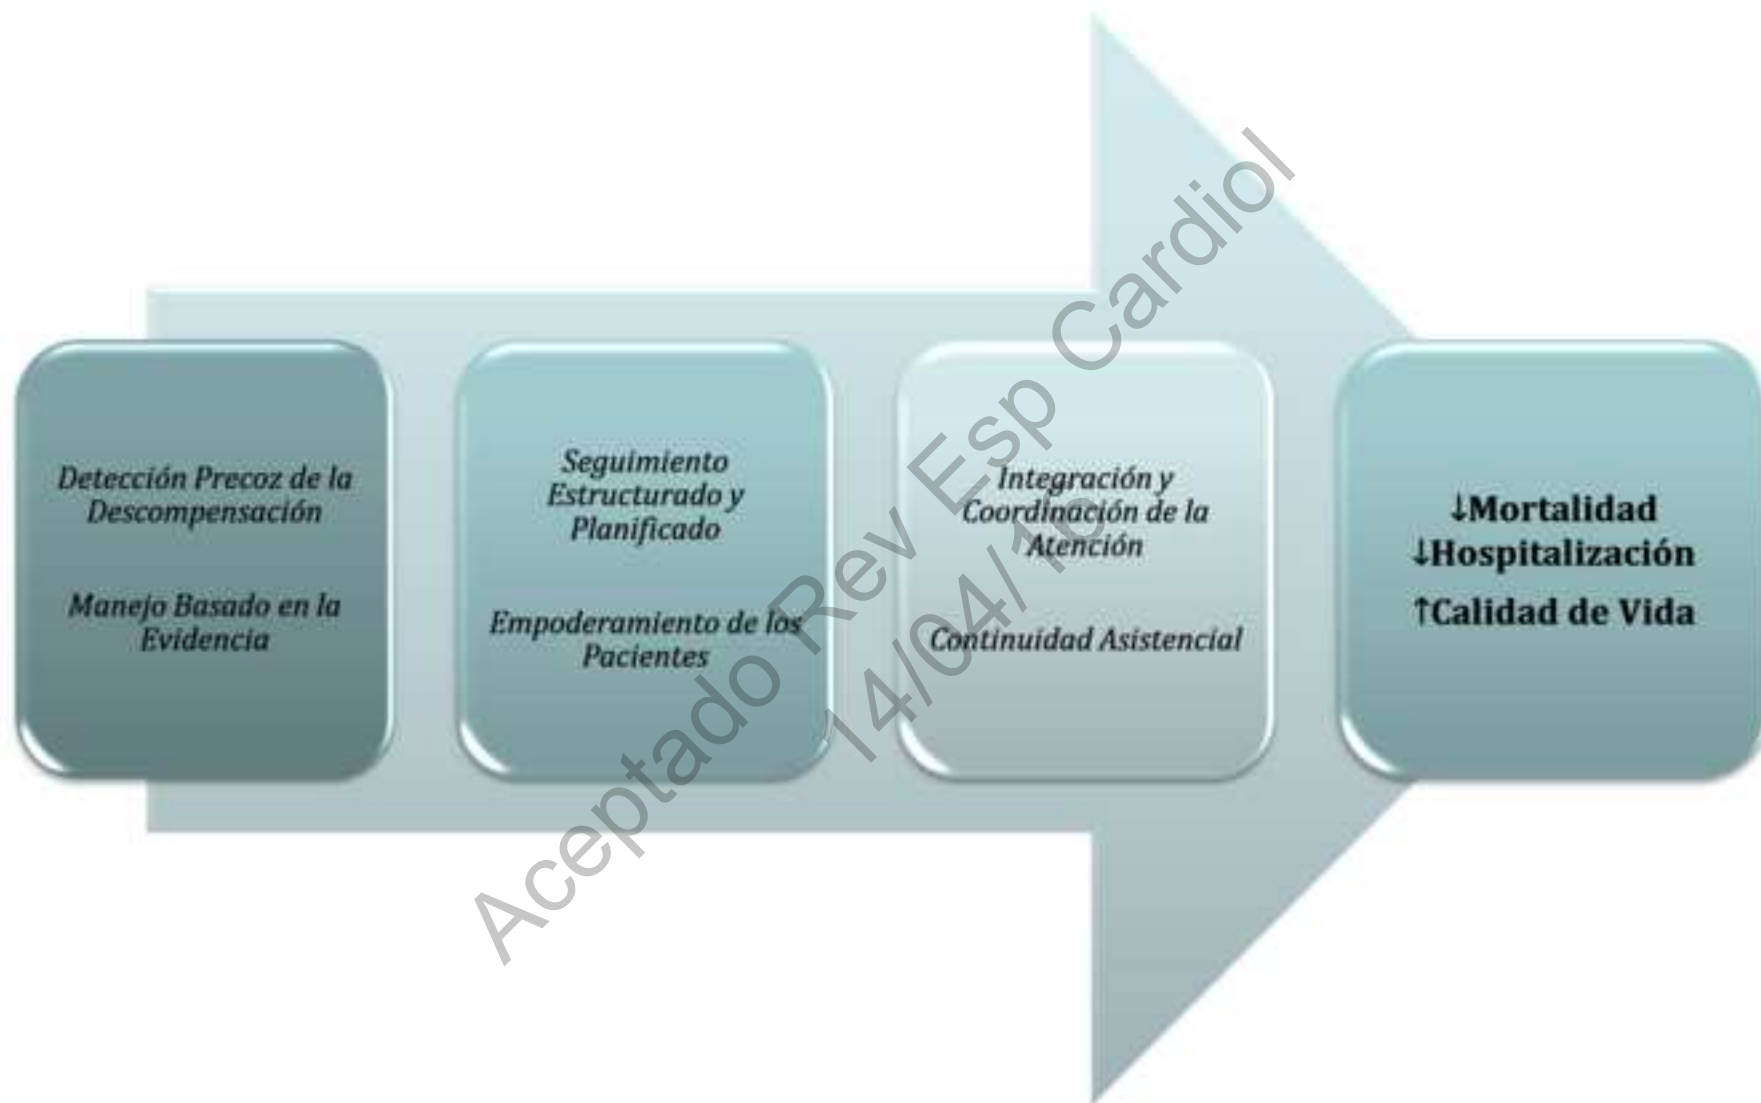 Detección Precoz de la
Descompensación
Manejo Basado en la
Evidencia
Seguimiento
Estructurado y
Planificado
Empoderamiento de los
Pacientes
Integración y
Coordinación de la
Atención
Continuidad Asistencial
↓Mortalidad
↓Hospitalización
↑Calidad de Vida
Aceptado Rev Esp Cardiol
14/04/16